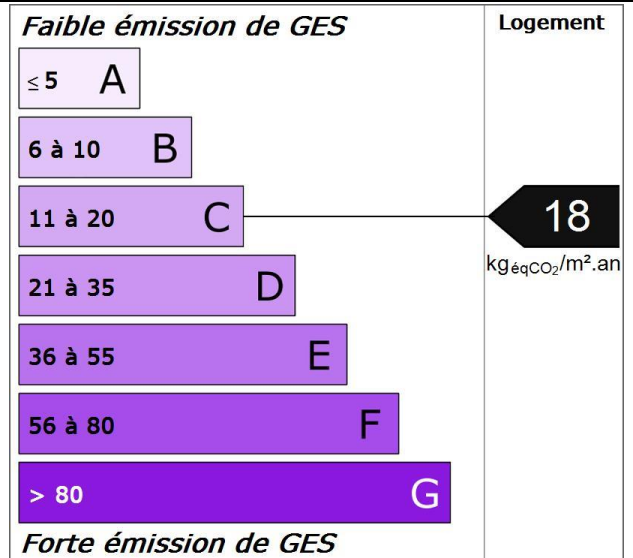 Faible émission de GES
Logement
≤ 5 A
6 à 10 B
11 à 20 C
18
kgéqCO₂/m².an
21 à 35 D
36 à 55 E
56 à 80 F
> 80 G
Forte émission de GES